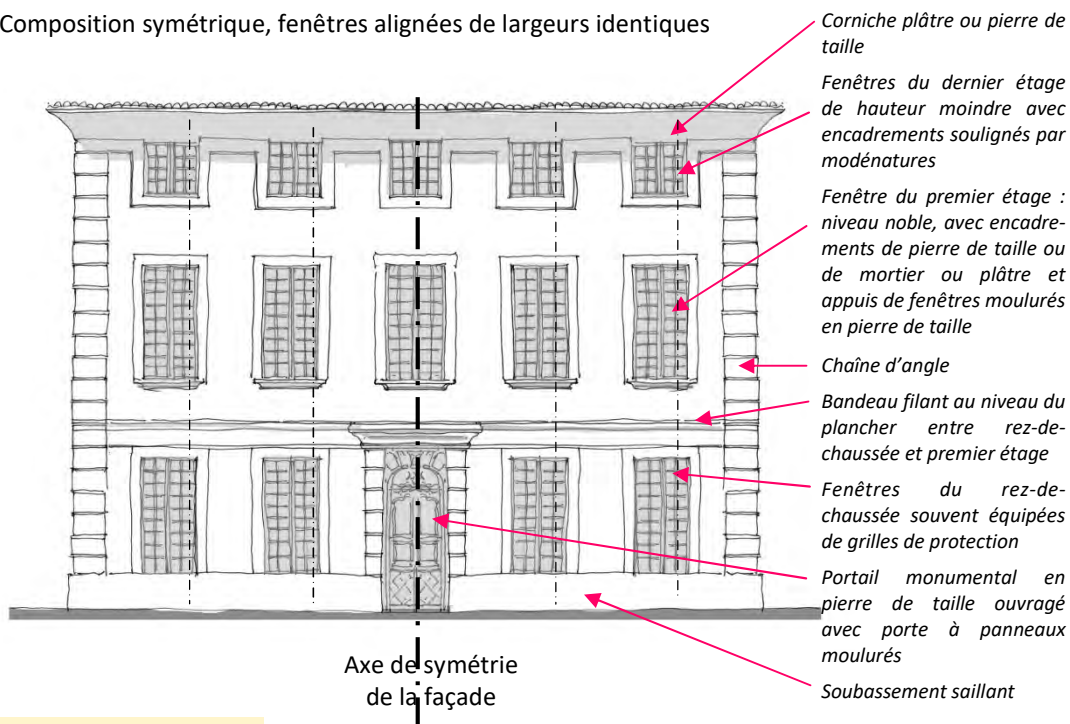 Composition symétrique, fenêtres alignées de largeurs identiques
Corniche plâtre ou pierre de
taille
Fenêtres du dernier étage
de hauteur moindre avec
encadrements soulignés par
modénatures
Fenêtre du premier étage :
niveau noble, avec encadre-
ments de pierre de taille ou
de mortier ou plâtre et
appuis de fenêtres moulurés
en pierre de taille
Chaîne d'angle
Bandeau filant au niveau du
plancher entre rez-de-
chaussée et premier étage
Fenêtres du rez-de-
chaussée souvent équipées
de grilles de protection
Portail monumental en
pierre de taille ouvragé
avec porte à panneaux
moulurés
Soubassement saillant
Axe de symétrie
de la façade